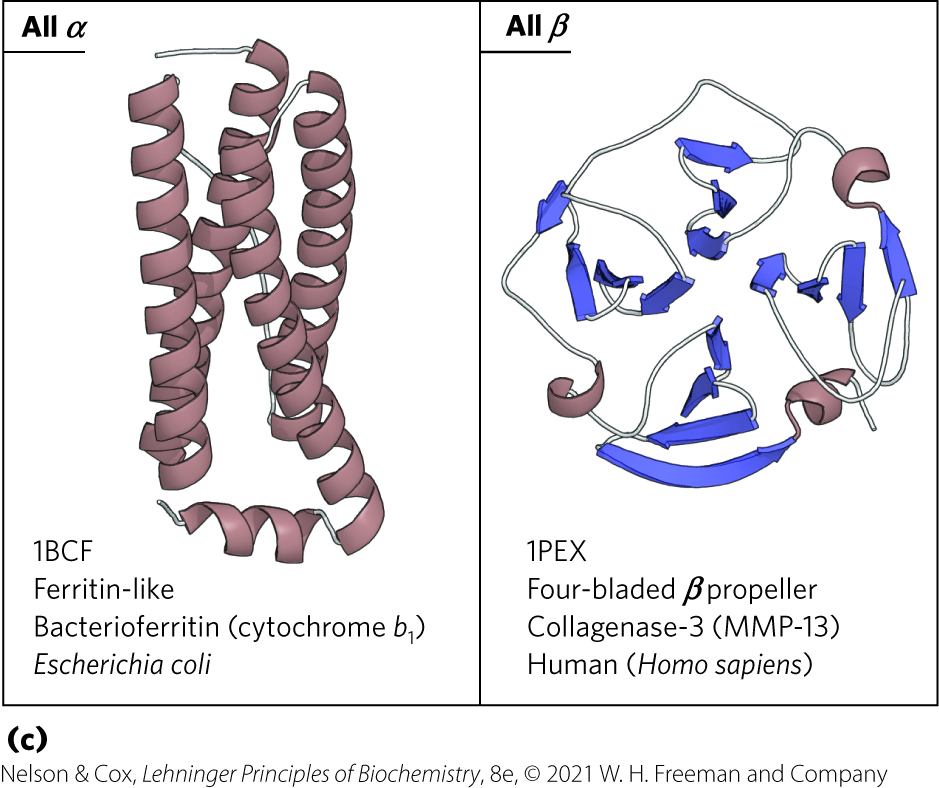 All α
All β
1BCF
Ferritin-like
Bacterioferritin (cytochrome b₁)
Escherichia coli
1PEX
Four-bladed β propeller
Collagenase-3 (MMP-13)
Human (Homo sapiens)
(c)
Nelson & Cox, Lehninger Principles of Biochemistry, 8e, © 2021 W. H. Freeman and Company